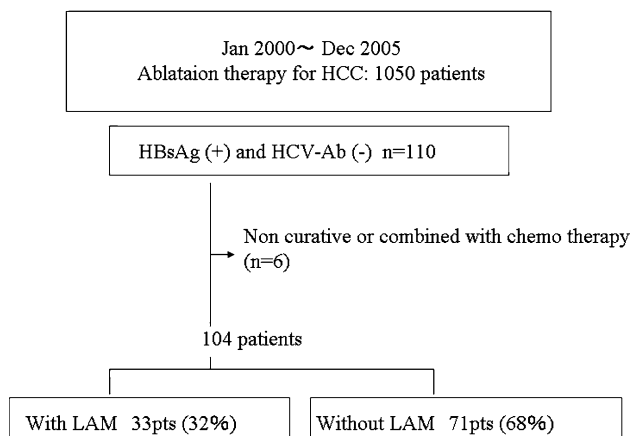 Jan 2000～ Dec 2005
Ablataion therapy for HCC: 1050 patients
HBsAg (+) and HCV-Ab (-) n=110
Non curative or combined with chemo therapy
(n=6)
104 patients
With LAM 33pts (32%)
Without LAM 71pts (68%)